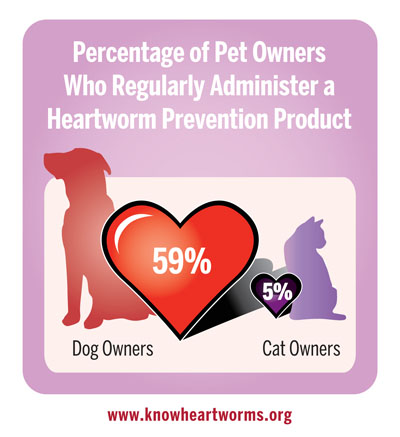 Percentage of Pet Owners
Who Regularly Administer a
Heartworm Prevention Product
59%
5%
Dog Owners
Cat Owners
www.knowheartworms.org